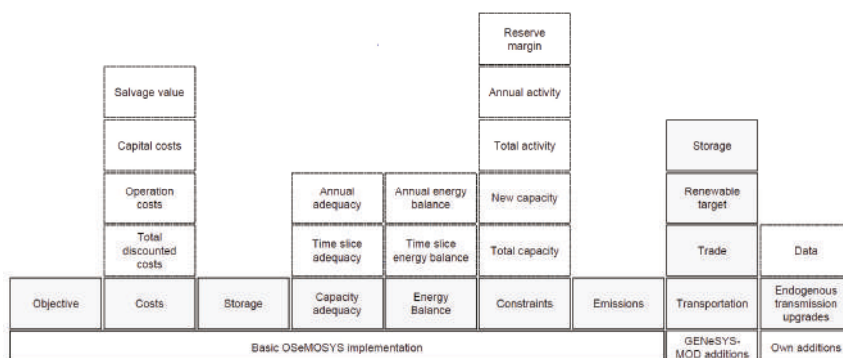 Reserve
margin
Salvage value
Annual activity
Capital costs
Total activity
Storage
Operation
costs
Annual
adequacy
Annual energy
balance
New capacity
Renewable
target
Total
discounted
costs
Time slice
adequacy
Time slice
energy balance
Total capacity
Trade
Data
Objective
Costs
Storage
Capacity
adequacy
Energy
Balance
Constraints
Emissions
Transportation
Endogenous
transmission
upgrades
Basic OSeMOSYS implementation
GENeSYS-
MOD additions
Own additions